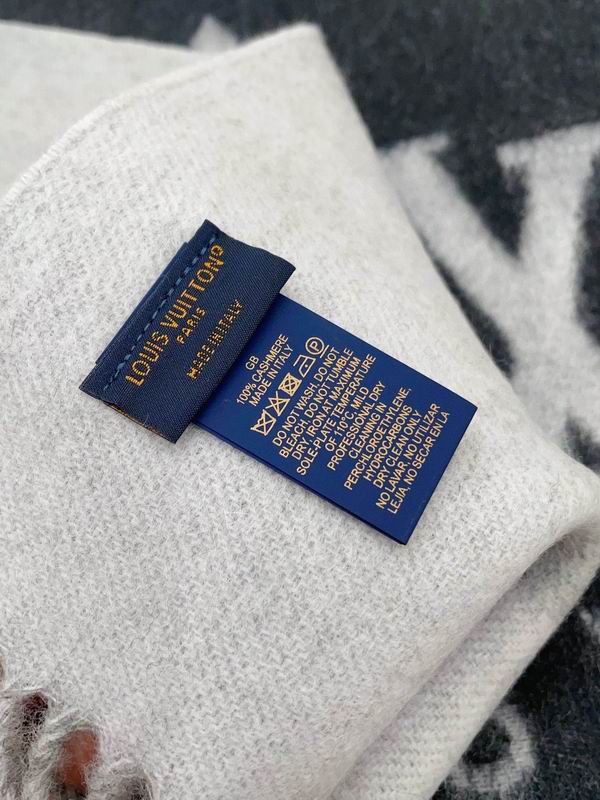 LOUIS VUITTON®
PARIS
MADE IN ITALY
GB
100% CASHMERE
MADE IN ITALY
DO NOT WASH. DO NOT
BLEACH. DO NOT TUMBLE
DRY. IRON AT MAXIMUM
SOLE-PLATE TEMPERATURE
OF 110°C, MILD
PROFESSIONAL DRY
CLEANING IN
PERCHLOROETHYLENE,
HYDROCARBONS
DRY CLEAN ONLY
NO LAVAR, NO UTILIZAR
LEJIA, NO SECAR EN LA